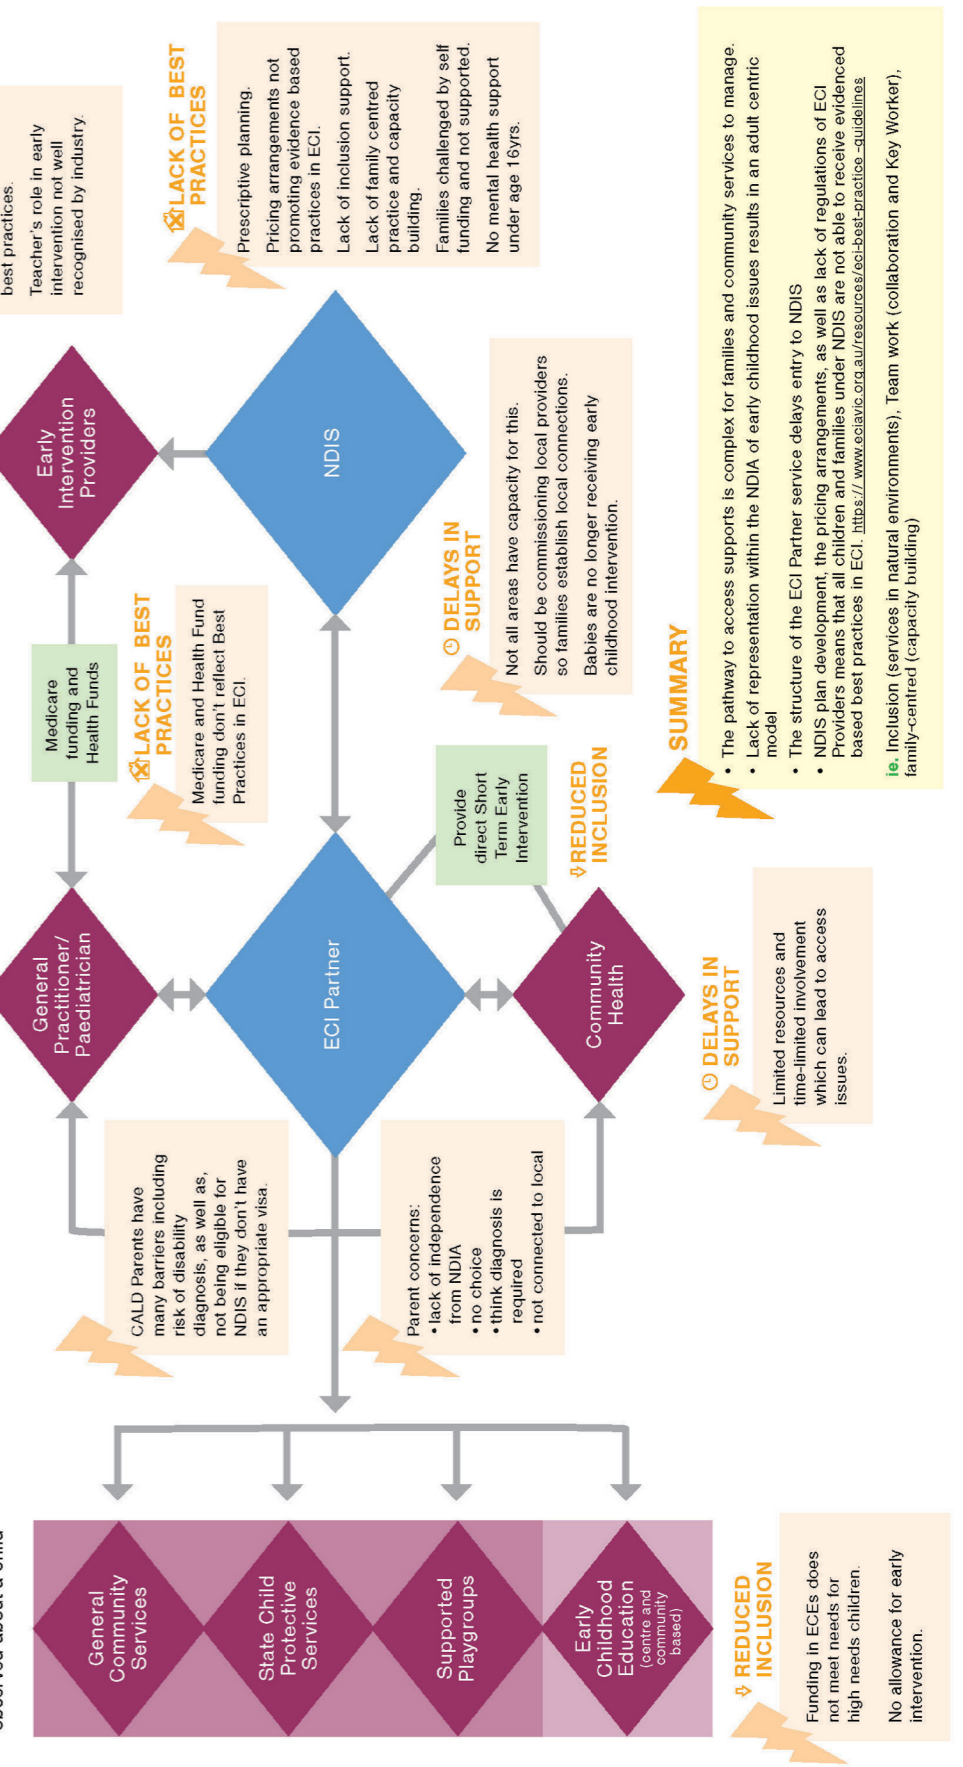 observed about a child
General
Community
Services
State Child
Protective
Services
Supported
Playgroups
Early
Childhood
Education
(centre and
community
based)
REDUCED
INCLUSION
Funding in ECEs does
not meet needs for
high needs children.
No allowance for early
intervention.
CALD Parents have
many barriers including
risk of disability
diagnosis, as well as,
not being eligible for
NDIS if they don't have
an appropriate visa.
Parent concerns:
• lack of independence
from NDIA
• no choice
• think diagnosis is
required
• not connected to local
General
Practitioner/
Paediatrician
ECI Partner
Community
Health
DELAYS IN
SUPPORT
Limited resources and
time-limited involvement
which can lead to access
issues.
Medicare
funding and
Health Funds
LACK OF BEST
PRACTICES
Medicare and Health Fund
funding don't reflect Best
Practices in ECI.
Provide
direct Short
Term Early
Intervention
REDUCED
INCLUSION
Early
Intervention
Providers
NDIS
DELAYS IN
SUPPORT
Not all areas have capacity for this.
Should be commissioning local providers
so families establish local connections.
Babies are no longer receiving early
childhood intervention.
best practices.
Teacher's role in early
intervention not well
recognised by industry.
LACK OF BEST
PRACTICES
Prescriptive planning.
Pricing arrangements not
promoting evidence based
practices in ECI.
Lack of inclusion support.
Lack of family centred
practice and capacity
building.
Families challenged by self
funding and not supported.
No mental health support
under age 16yrs.
SUMMARY
• The pathway to access supports is complex for families and community services to manage.
• Lack of representation within the NDIA of early childhood issues results in an adult centric
model
• The structure of the ECI Partner service delays entry to NDIS
• NDIS plan development, the pricing arrangements, as well as lack of regulations of ECI
Providers means that all children and families under NDIS are not able to receive evidence
based best practices in ECI. https:// www.eciavic.org.au/resources/eci-best-practice -guidelines
ie. Inclusion (services in natural environments), Team work (collaboration and Key Worker),
family-centred (capacity building)